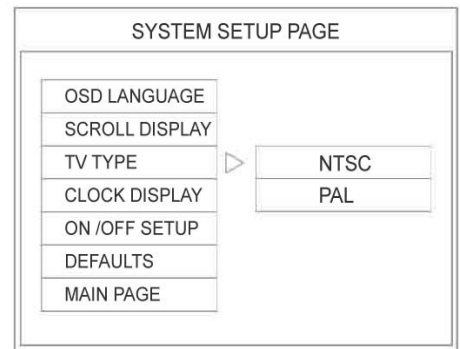 SYSTEM SETUP PAGE
OSD LANGUAGE
SCROLL DISPLAY
TV TYPE
NTSC
CLOCK DISPLAY
PAL
ON /OFF SETUP
DEFAULTS
MAIN PAGE